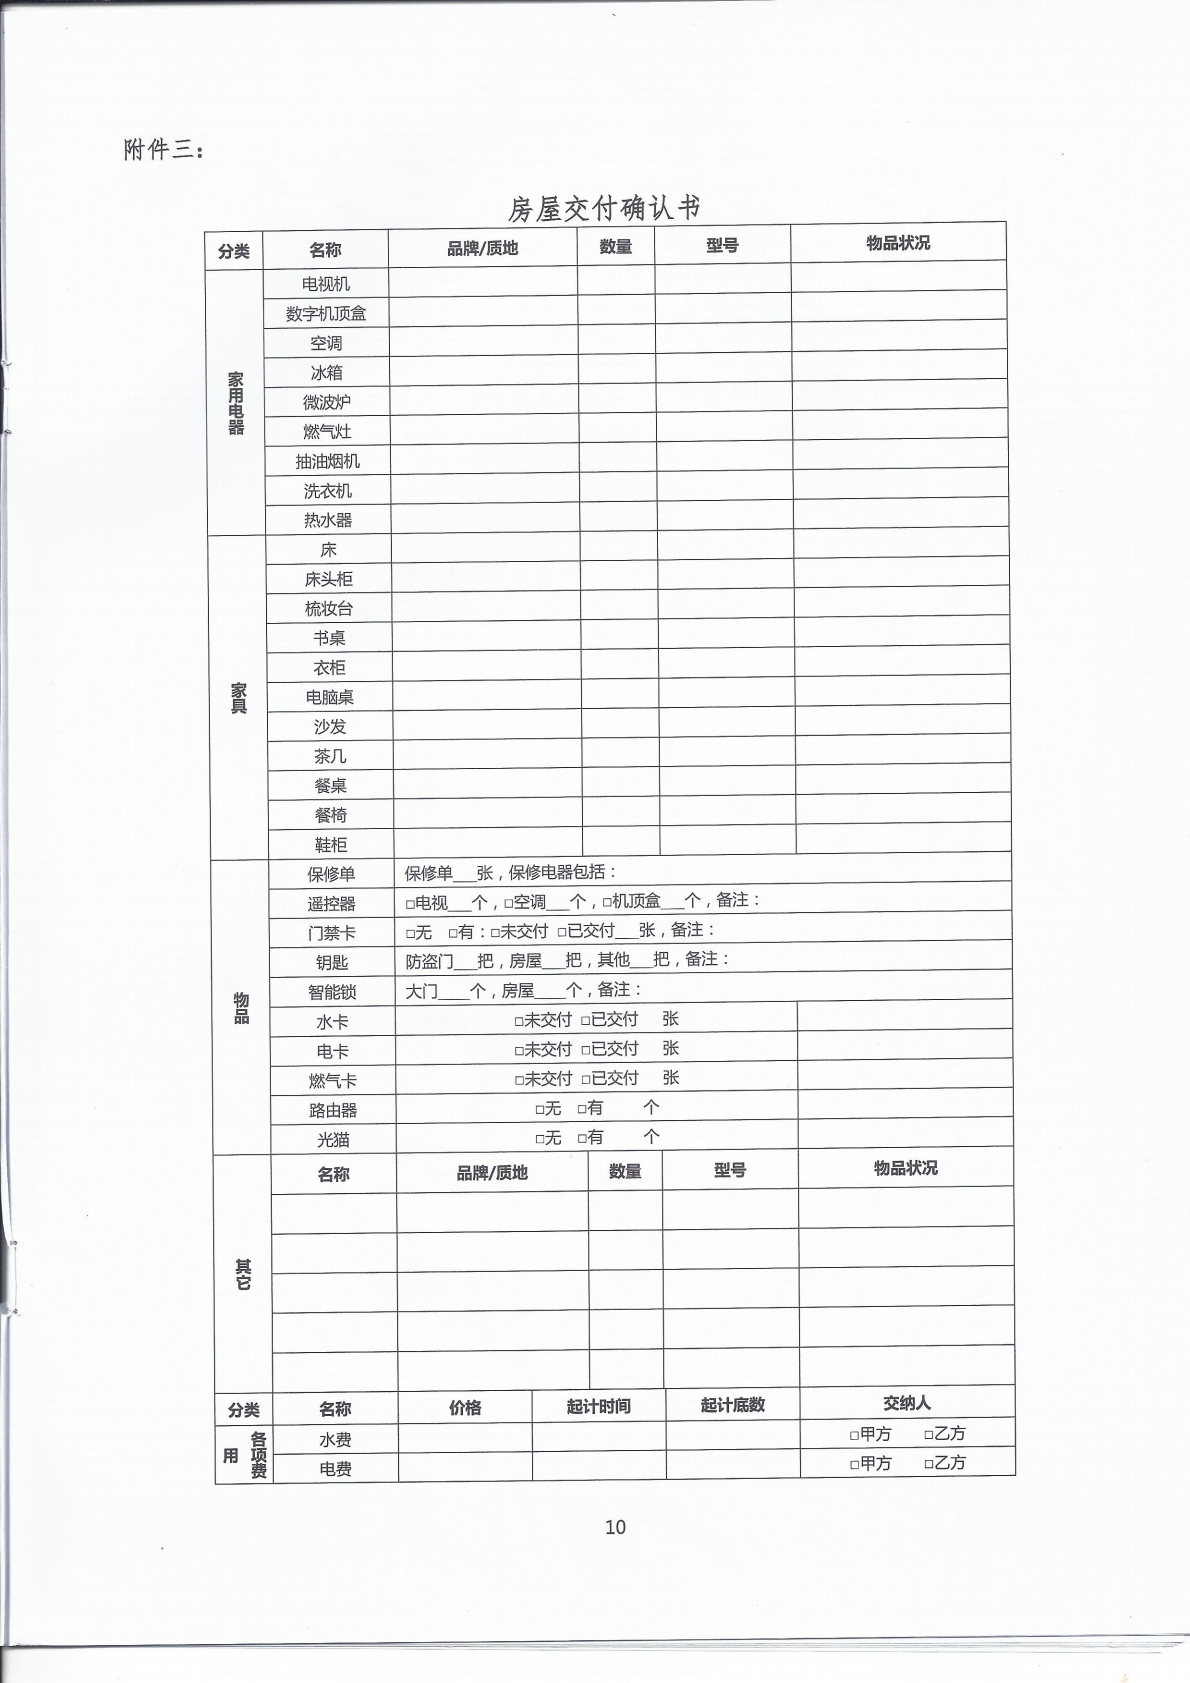 附件三：
房屋交付确认书
分类 名称 品牌/质地 数量 型号 物品状况
家用电器
电视机
数字机顶盒
空调
冰箱
微波炉
燃气灶
抽油烟机
洗衣机
热水器
家具
床
床头柜
梳妆台
书桌
衣柜
电脑桌
沙发
茶几
餐桌
餐椅
鞋柜
物品
保修单 保修单___张，保修电器包括：
遥控器 □电视___个，□空调___个，□机顶盒___个，备注：
门禁卡 □无 □有：□未交付 □已交付___张，备注：
钥匙 防盗门___把，房屋___把，其他___把，备注：
智能锁 大门____个，房屋____个，备注：
水卡 □未交付 □已交付 张
电卡 □未交付 □已交付 张
燃气卡 □未交付 □已交付 张
路由器 □无 □有 个
光猫 □无 □有 个
其它
名称 品牌/质地 数量 型号 物品状况
分类 名称 价格 起计时间 起计底数 交纳人
各项费用
水费 □甲方 □乙方
电费 □甲方 □乙方
10